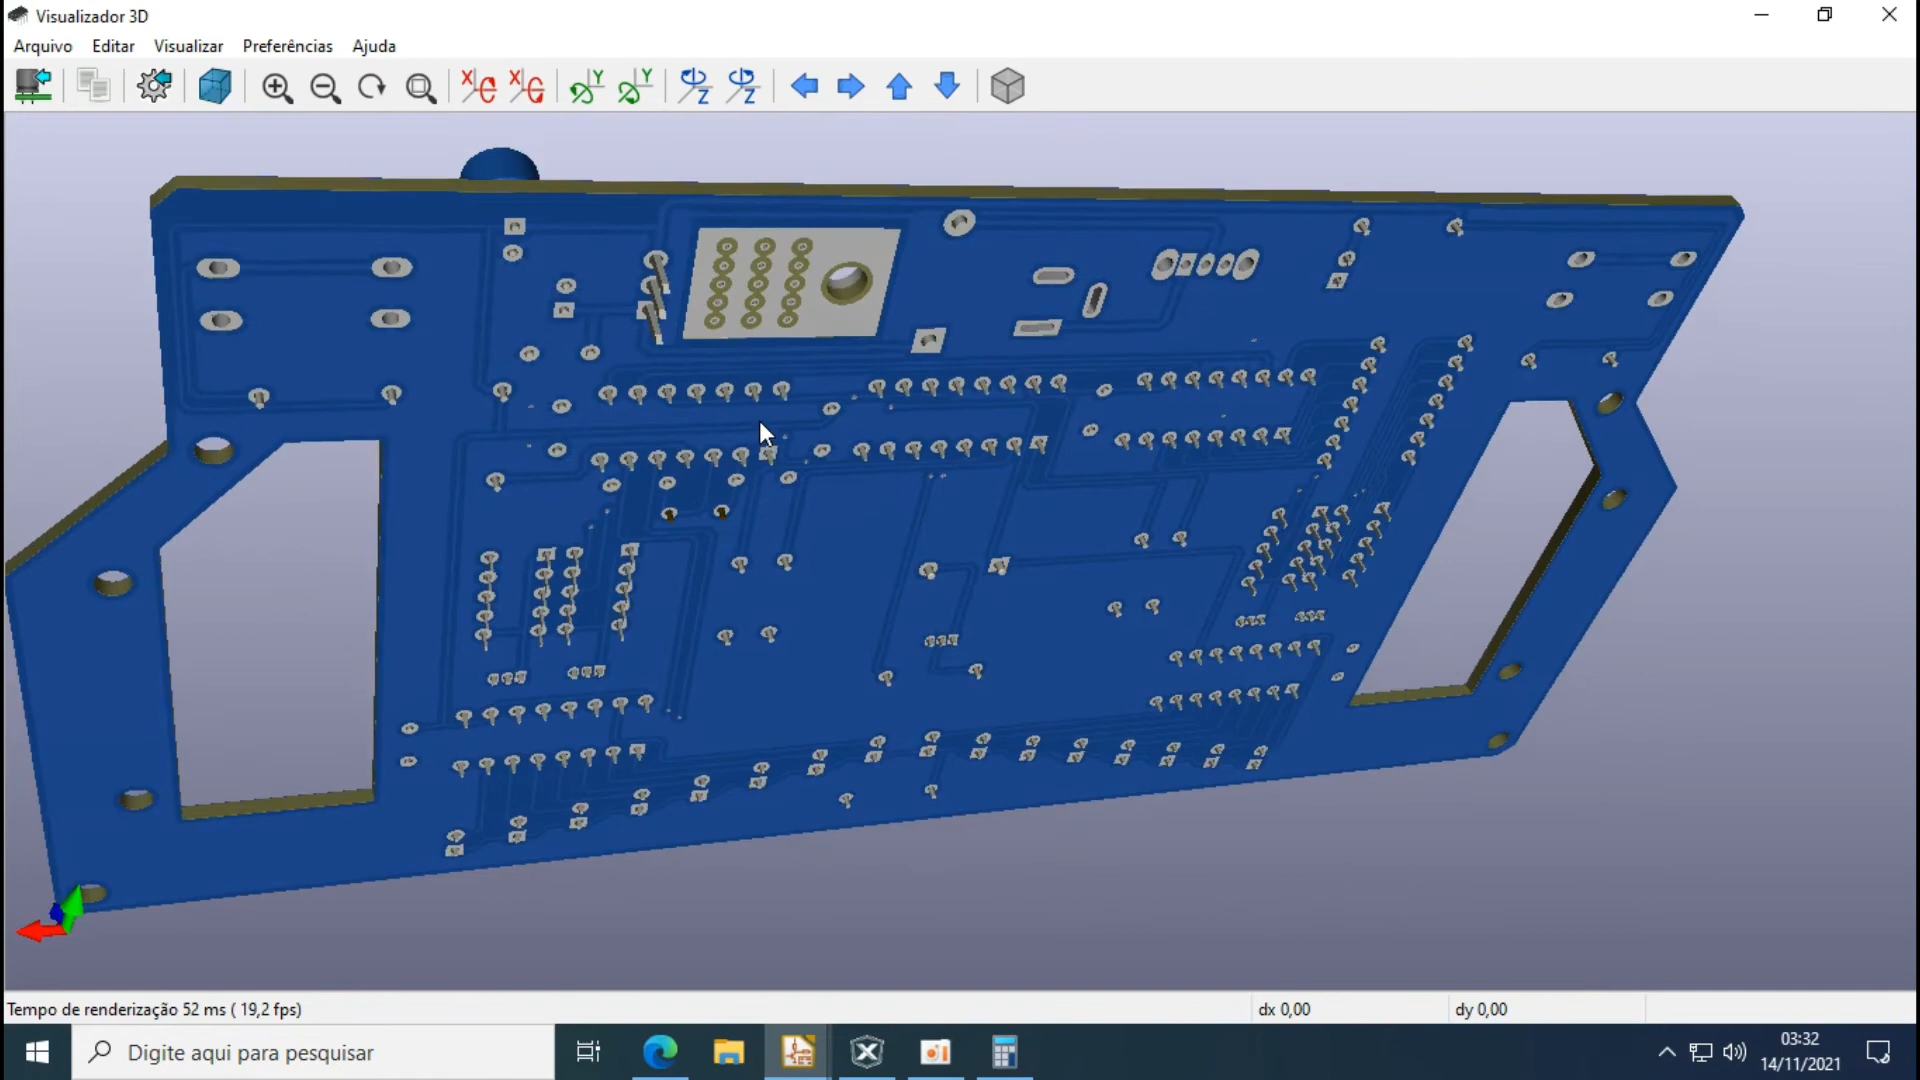 Visualizador 3D
Arquivo Editar Visualizar Preferências Ajuda
X X Y Y Z Z
Tempo de renderização 52 ms ( 19,2 fps)
dx 0,00
dy 0,00
Digite aqui para pesquisar
03:32
14/11/2021